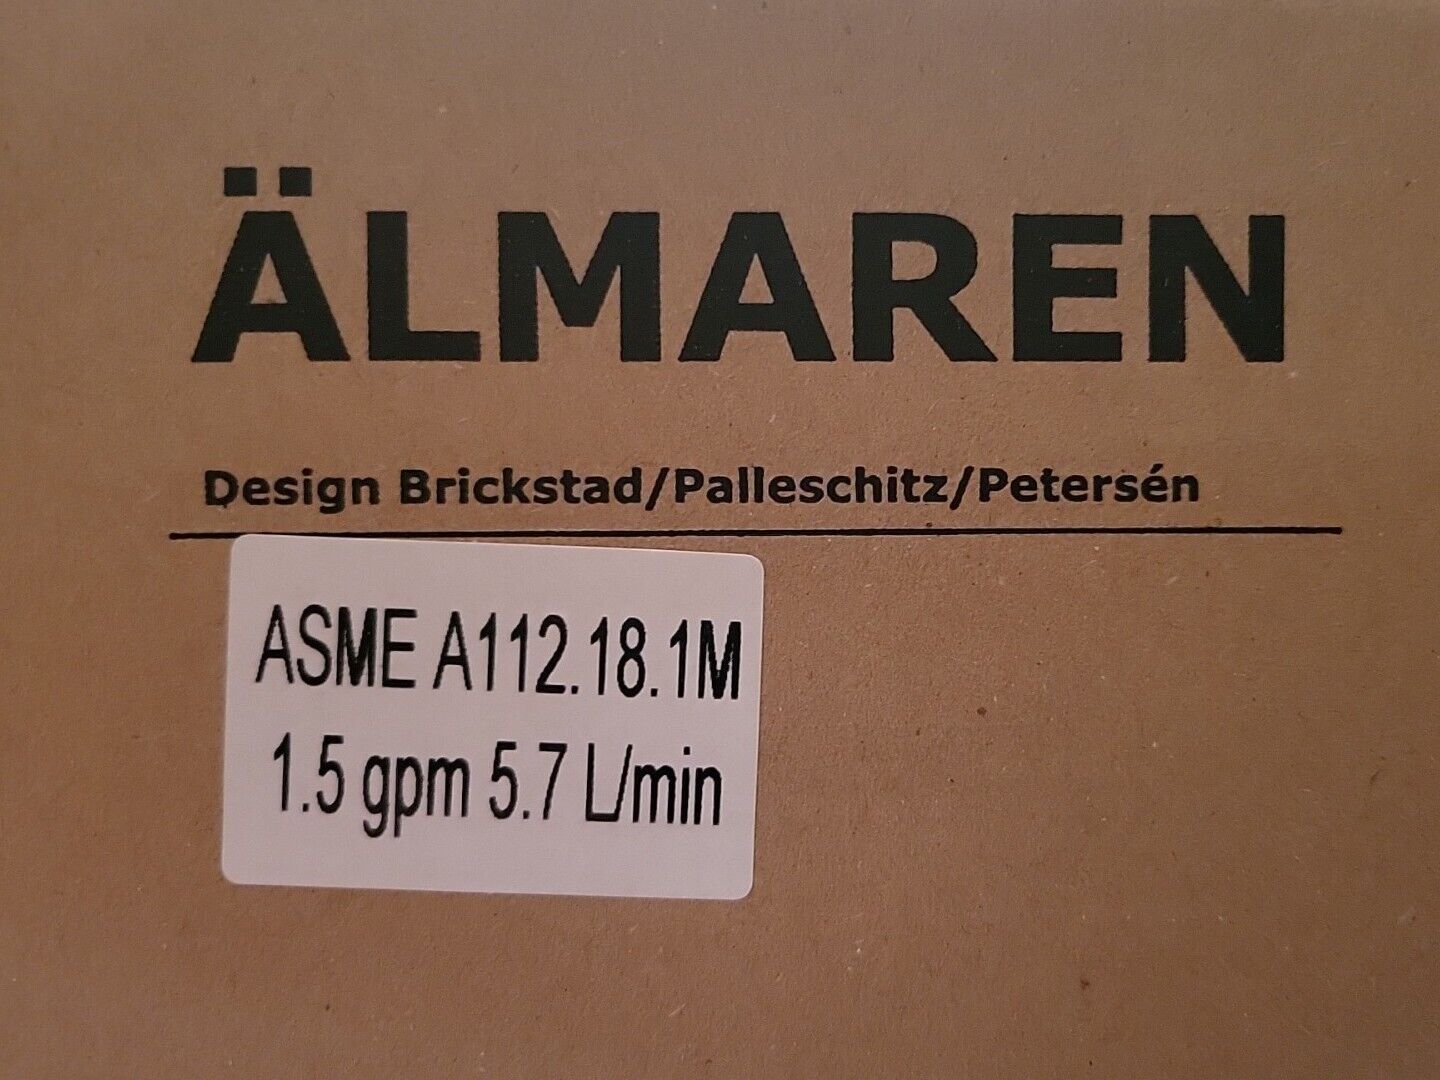 ÄLMAREN
Design Brickstad/Palleschitz/Petersén
ASME A112.18.1M
1.5 gpm 5.7 L/min